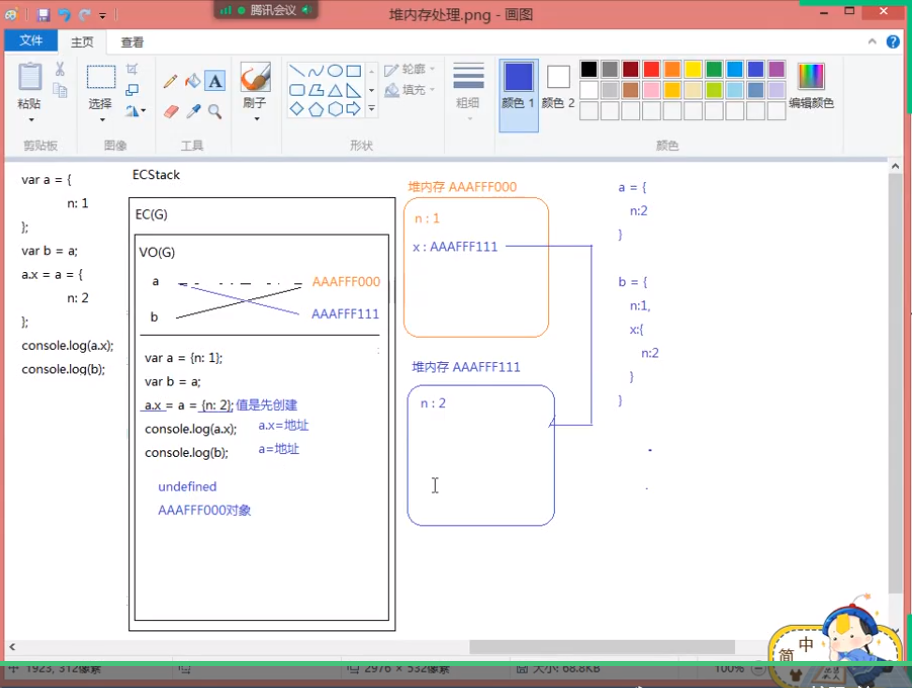 腾讯会议
堆内存处理.png - 画图
文件 主页 查看
粘贴
选择
刷子
轮廓
填充
粗细
颜色 1
颜色 2
编辑颜色
剪贴板 图像 工具 形状 颜色
var a = {
n: 1
};
var b = a;
a.x = a = {
n: 2
};
console.log(a.x);
console.log(b);
ECStack
EC(G)
VO(G)
a AAAFFF000
b AAAFFF111
var a = {n: 1};
var b = a;
a.x = a = {n: 2}; 值是先创建
console.log(a.x); a.x=地址
console.log(b); a=地址
undefined
AAAFFF000对象
堆内存 AAAFFF000
n : 1
x : AAAFFF111
堆内存 AAAFFF111
n : 2
a = {
n:2
}
b = {
n:1,
x:{
n:2
}
}
中
简
1923, 312像素 2976 × 532像素 大小: 68.8KB 100%